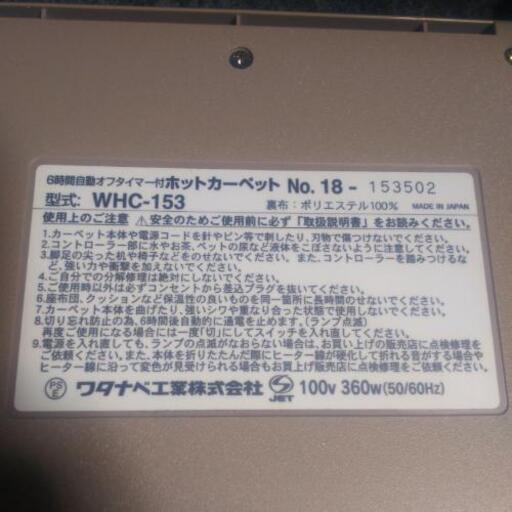 6時間自動オフタイマー付ホットカーペット No. 18 - 153502
型式: WHC-153 裏布：ポリエステル100% MADE IN JAPAN
使用上のご注意 ⚠安全のためご使用前に必ず「取扱説明書」をお読みください。
1.カーペット本体や電源コードを針やピン等で刺したり、刃物で傷つけないでください。
2.コントローラー部に水やお茶、ペットの尿など液体をこぼさないように注意してください。
3.脚足の尖った机や椅子などをのせないでください。また、コントローラーを踏みつけるな
ど、強い力や衝撃を加えないでください。
4.ご自分での分解修理は絶対にしないでください。
5.ご使用時以外は必ずコンセントから差込プラグを抜いてください。
6.座布団、クッションなど保温性の良いものを同一箇所に長時間のせないでください。
7.カーペット本体を曲げたり、強いシワや重なり合った状態で使用しないでください。
8.切り忘れ防止の為、6時間後自動的に通電を止めます。(ランプ点滅)
再度ご使用になる場合は一度「切」にしてスイッチを入れ直してください。
9.電源を入れ直しても、ランプの点滅がなおらない場合は、お買上げの販売店に点検修理を
ご依頼ください。また、本体を折りたたんだ際にヒーター線が硬化して折れる音がする場合や
ヒーター線に沿って変色が見受けられる場合もお買上げ販売店に点検修理をご依頼ください。
PSE ワタナベ工業株式会社 JET 100v 360w(50/60Hz)